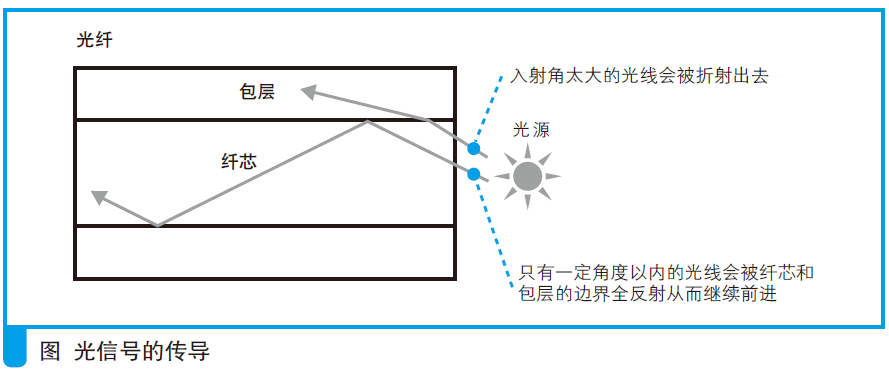 光纤
包层
入射角太大的光线会被折射出去
光源
纤芯
只有一定角度以内的光线会被纤芯和
包层的边界全反射从而继续前进
图 光信号的传导